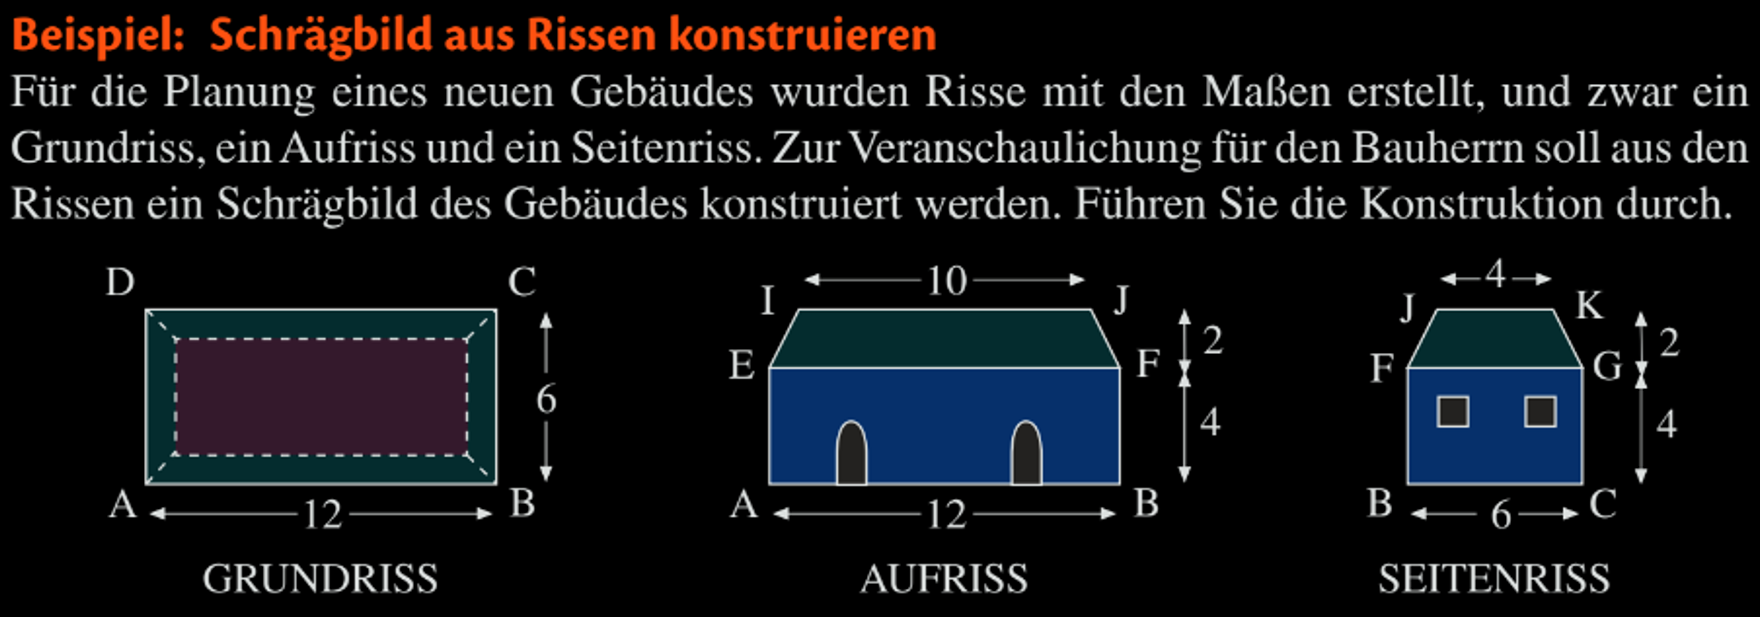 Beispiel: Schrägbild aus Rissen konstruieren
Für die Planung eines neuen Gebäudes wurden Risse mit den Maßen erstellt, und zwar ein
Grundriss, ein Aufriss und ein Seitenriss. Zur Veranschaulichung für den Bauherrn soll aus den
Rissen ein Schrägbild des Gebäudes konstruiert werden. Führen Sie die Konstruktion durch.
D C
6
A 12 B
GRUNDRISS
I 10 J
E F 2
4
A 12 B
AUFRISS
4
J K
F G 2
4
B 6 C
SEITENRISS